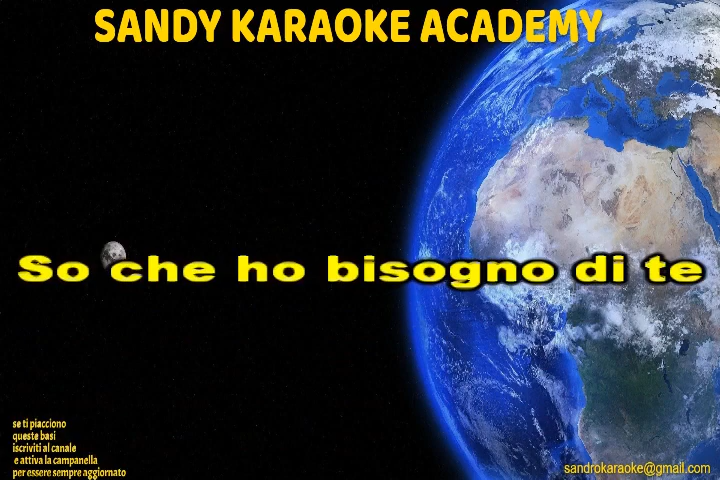 SANDY KARAOKE ACADEMY
So che ho bisogno di te
se ti piacciono
queste basi
iscriviti al canale
e attiva la campanella
per essere sempre aggiornato
sandrokaraoke@gmail.com